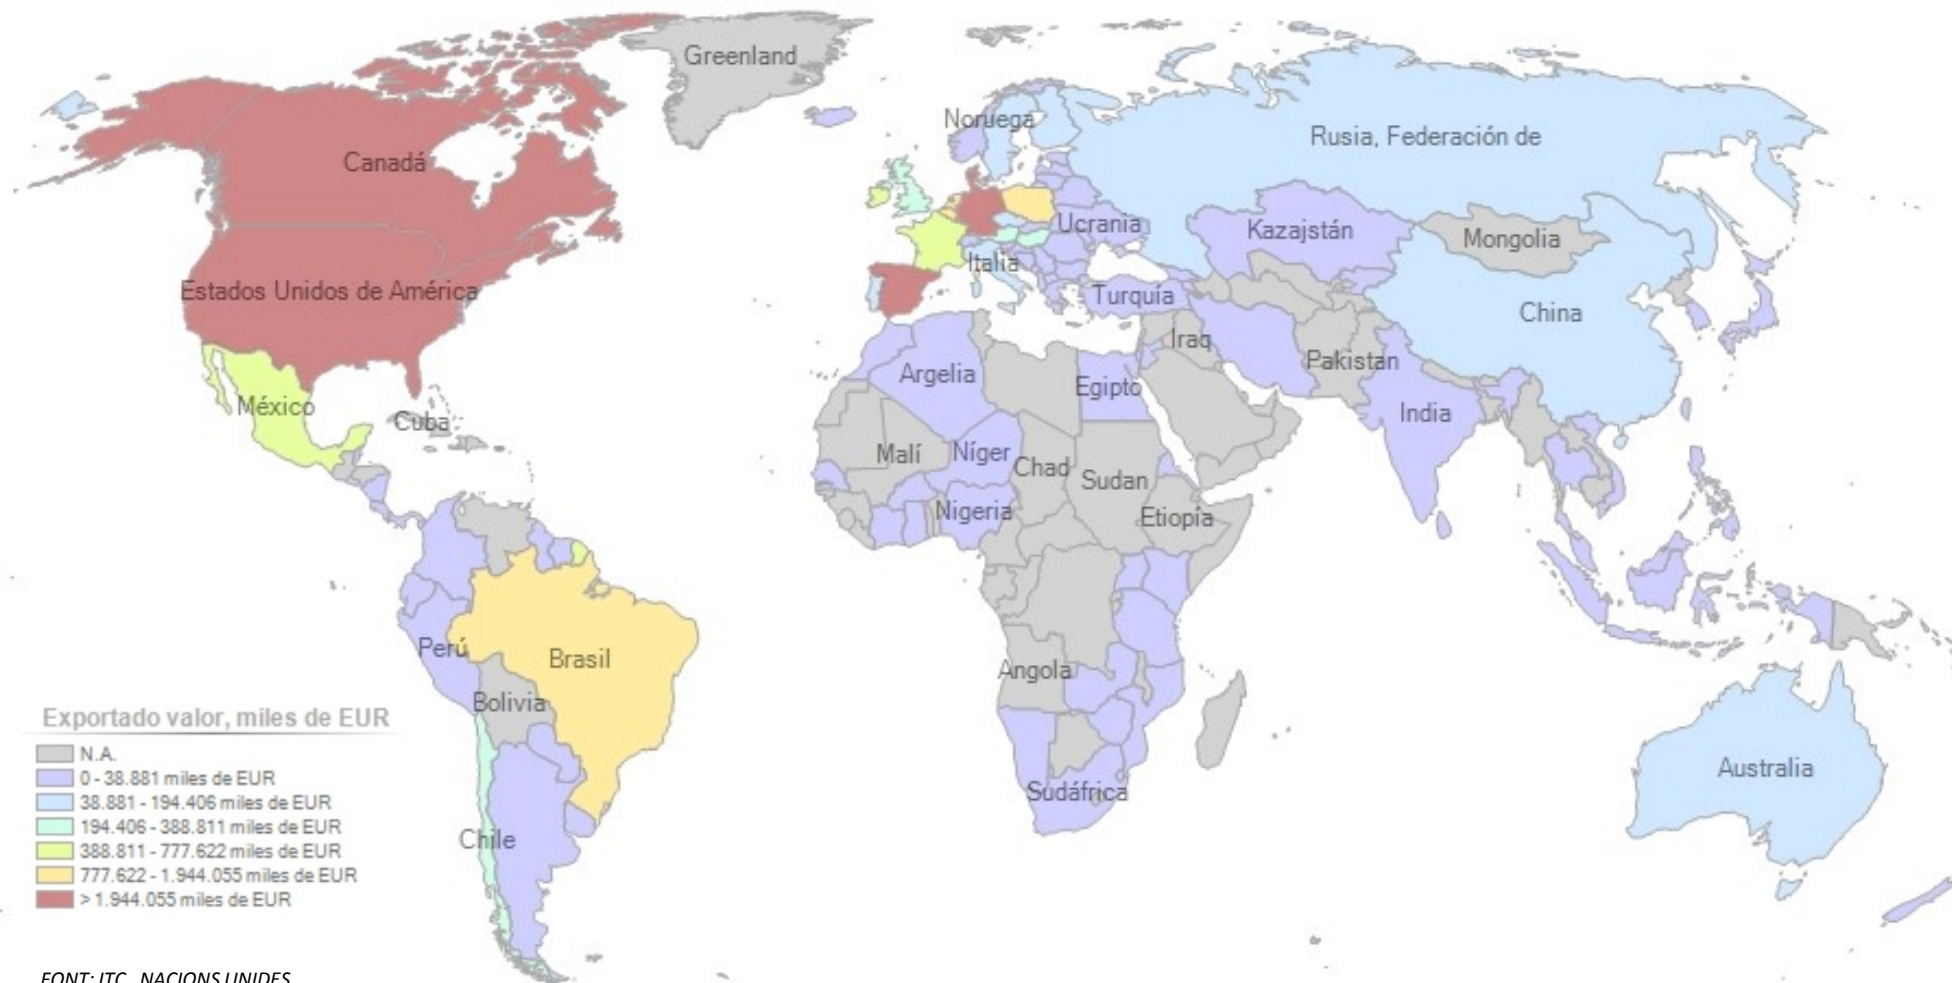 Greenland
Noruega
Rusia, Federación de
Canadá
Ucrania
Kazajstán
Mongolia
Italia
Estados Unidos de América
Turquía
China
Iraq
Pakistan
Argelia
Egipto
México
Cuba
India
Malí
Níger
Chad
Sudan
Nigeria
Etiopía
Perú
Brasil
Angola
Bolivia
Australia
Sudáfrica
Chile
Exportado valor, miles de EUR
N.A.
0 - 38.881 miles de EUR
38.881 - 194.406 miles de EUR
194.406 - 388.811 miles de EUR
388.811 - 777.622 miles de EUR
777.622 - 1.944.055 miles de EUR
> 1.944.055 miles de EUR
FONT: ITC, NACIONS UNIDES